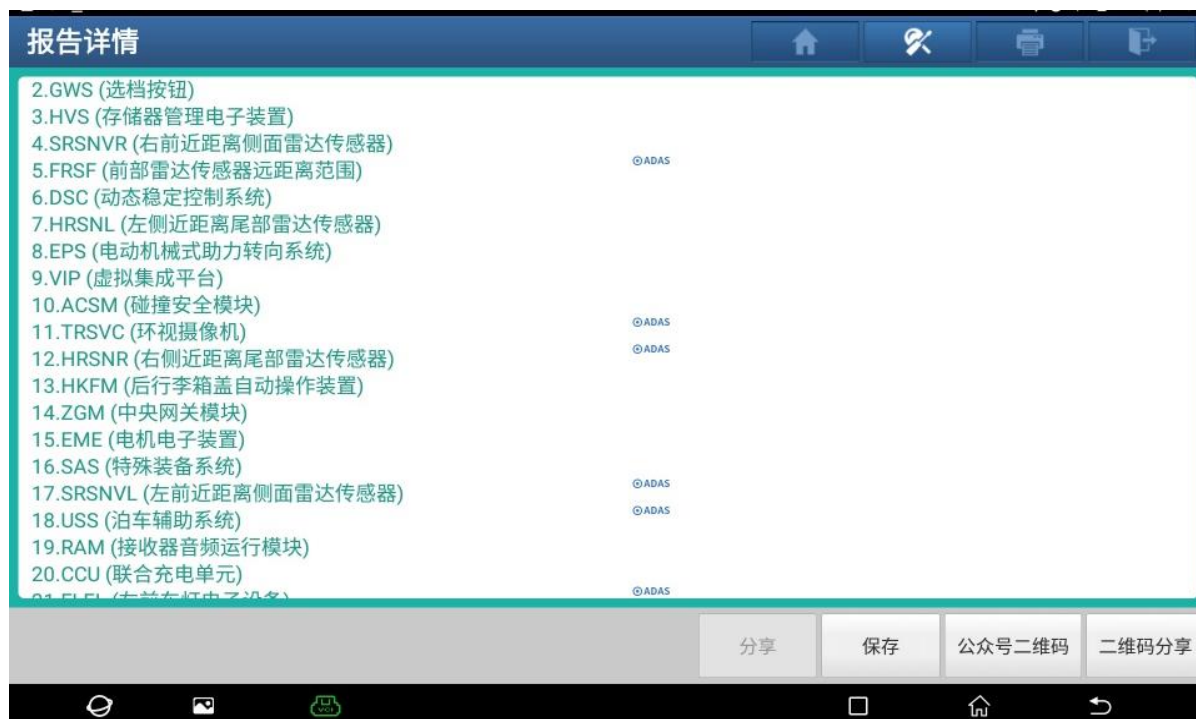 报告详情
2.GWS (选档按钮)
3.HVS (存储器管理电子装置)
4.SRSNVR (右前近距离侧面雷达传感器)
5.FRSF (前部雷达传感器远距离范围) ADAS
6.DSC (动态稳定控制系统)
7.HRSNL (左侧近距离尾部雷达传感器)
8.EPS (电动机械式助力转向系统)
9.VIP (虚拟集成平台)
10.ACSM (碰撞安全模块)
11.TRSVC (环视摄像机) ADAS
12.HRSNR (右侧近距离尾部雷达传感器) ADAS
13.HKFM (后行李箱盖自动操作装置)
14.ZGM (中央网关模块)
15.EME (电机电子装置)
16.SAS (特殊装备系统)
17.SRSNVL (左前近距离侧面雷达传感器) ADAS
18.USS (泊车辅助系统) ADAS
19.RAM (接收器音频运行模块)
20.CCU (联合充电单元)
21.FLEL (左前车灯电子设备) ADAS
分享 保存 公众号二维码 二维码分享
VCI